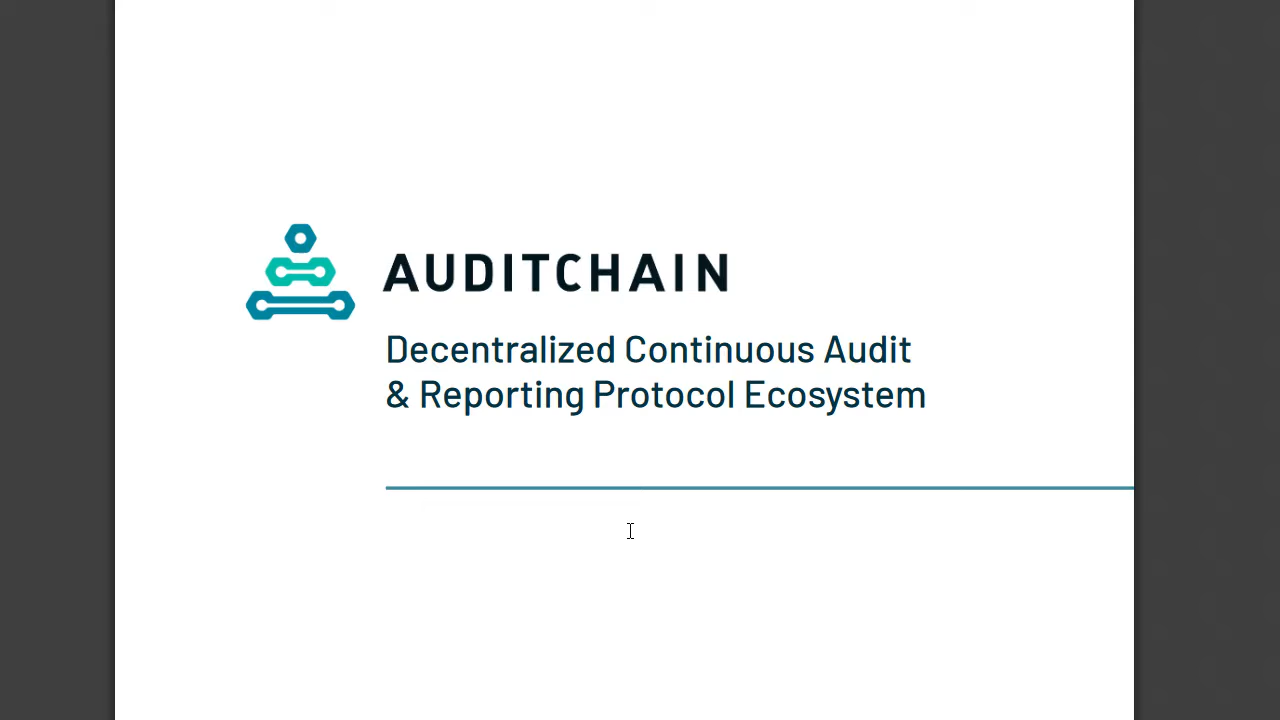 AUDITCHAIN
Decentralized Continuous Audit
& Reporting Protocol Ecosystem